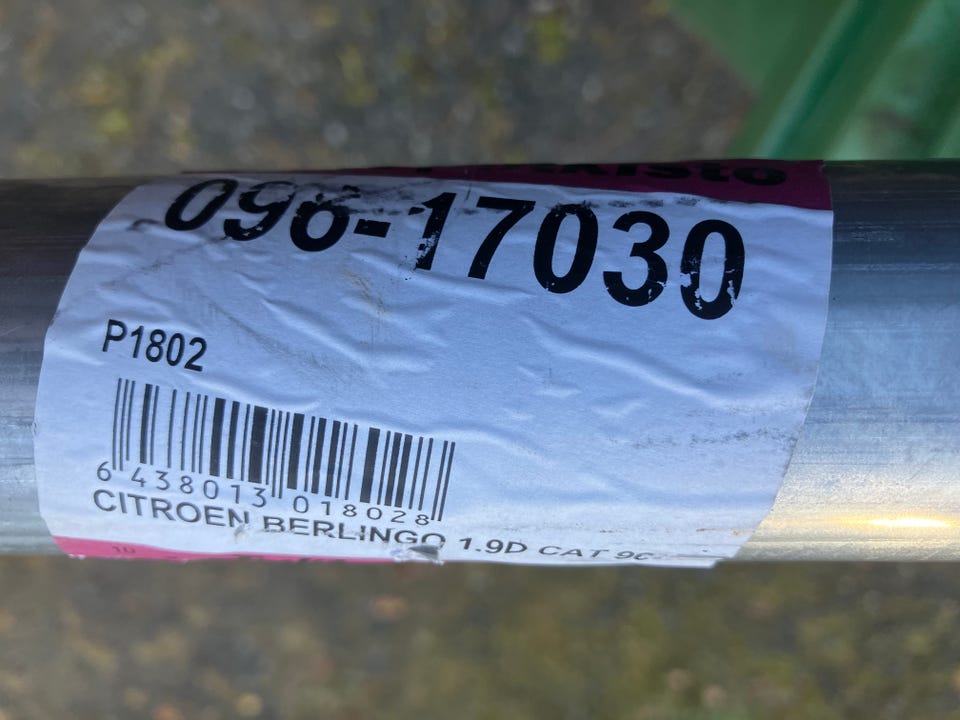 096-17030
P1802
6 438013 018028
CITROEN BERLINGO 1.9D CAT